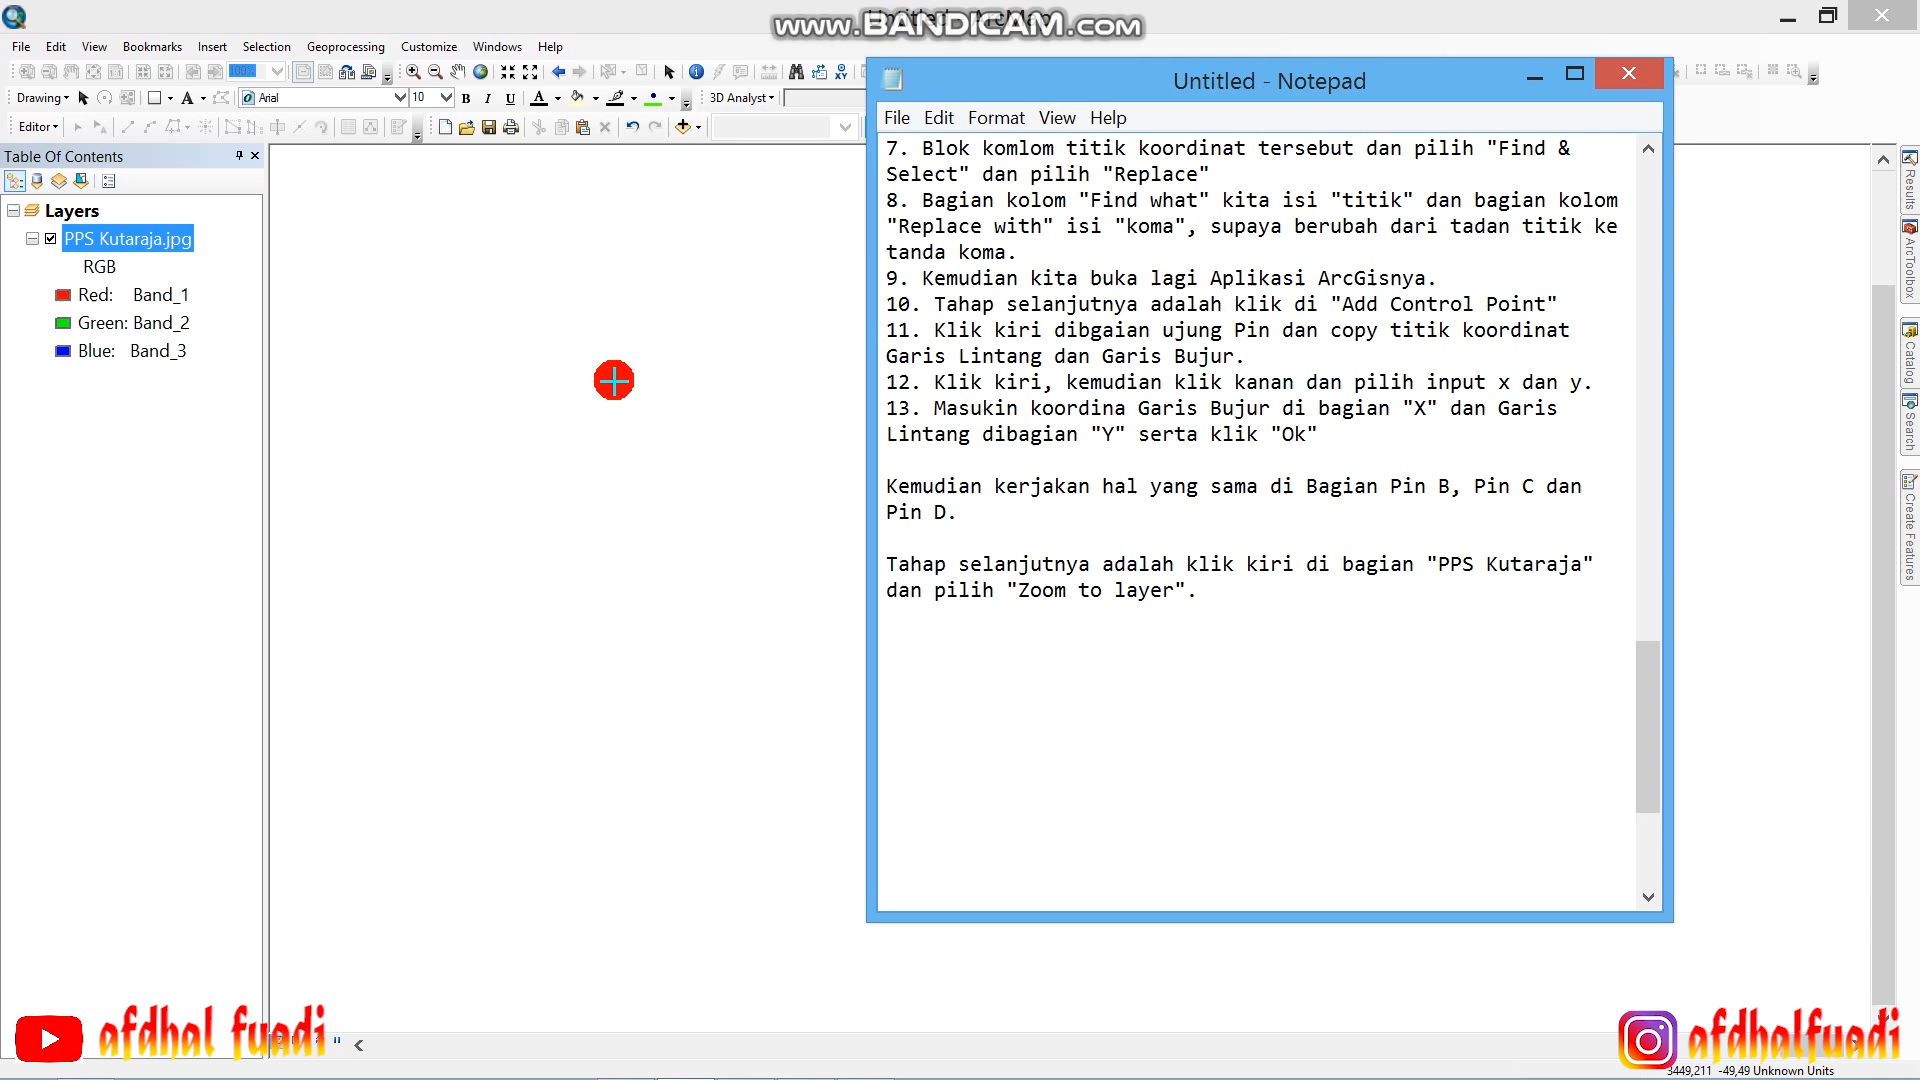 www.BANDICAM.com
File Edit View Bookmarks Insert Selection Geoprocessing Customize Windows Help
100%
Drawing Arial 10 B I U A 3D Analyst
Editor
Table Of Contents
Layers
PPS Kutaraja.jpg
RGB
Red: Band_1
Green: Band_2
Blue: Band_3
Untitled - Notepad
File Edit Format View Help
7. Blok komlom titik koordinat tersebut dan pilih "Find &
Select" dan pilih "Replace"
8. Bagian kolom "Find what" kita isi "titik" dan bagian kolom
"Replace with" isi "koma", supaya berubah dari tadan titik ke
tanda koma.
9. Kemudian kita buka lagi Aplikasi ArcGisnya.
10. Tahap selanjutnya adalah klik di "Add Control Point"
11. Klik kiri dibgaian ujung Pin dan copy titik koordinat
Garis Lintang dan Garis Bujur.
12. Klik kiri, kemudian klik kanan dan pilih input x dan y.
13. Masukin koordina Garis Bujur di bagian "X" dan Garis
Lintang dibagian "Y" serta klik "Ok"
Kemudian kerjakan hal yang sama di Bagian Pin B, Pin C dan
Pin D.
Tahap selanjutnya adalah klik kiri di bagian "PPS Kutaraja"
dan pilih "Zoom to layer".
Results
ArcToolbox
Catalog
Search
Create Features
afdhal fuadi
afdhalfuadi
3449,211 -49,49 Unknown Units